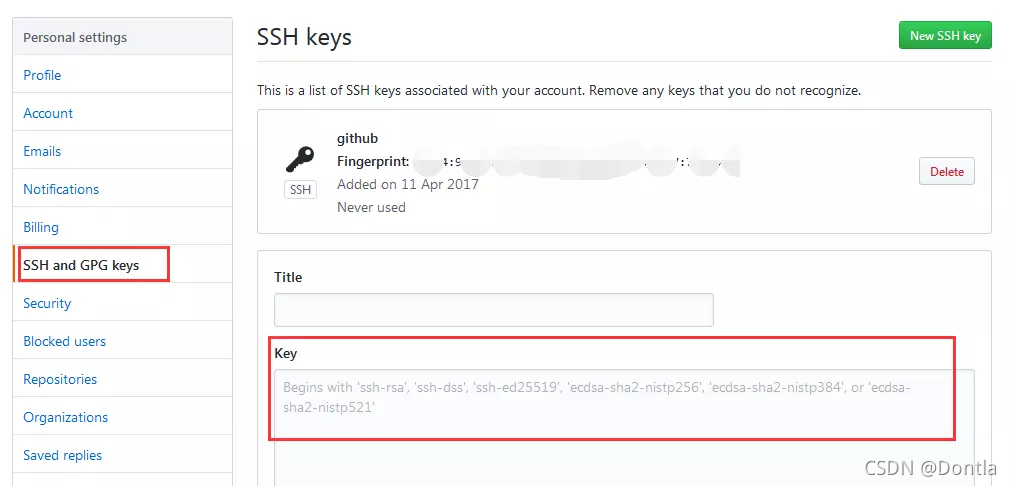 Personal settings
Profile
Account
Emails
Notifications
Billing
SSH and GPG keys
Security
Blocked users
Repositories
Organizations
Saved replies
SSH keys
New SSH key
This is a list of SSH keys associated with your account. Remove any keys that you do not recognize.
github
Fingerprint:
SSH
Added on 11 Apr 2017
Never used
Delete
Title
Key
Begins with 'ssh-rsa', 'ssh-dss', 'ssh-ed25519', 'ecdsa-sha2-nistp256', 'ecdsa-sha2-nistp384', or 'ecdsa-
sha2-nistp521'
CSDN @Dontla